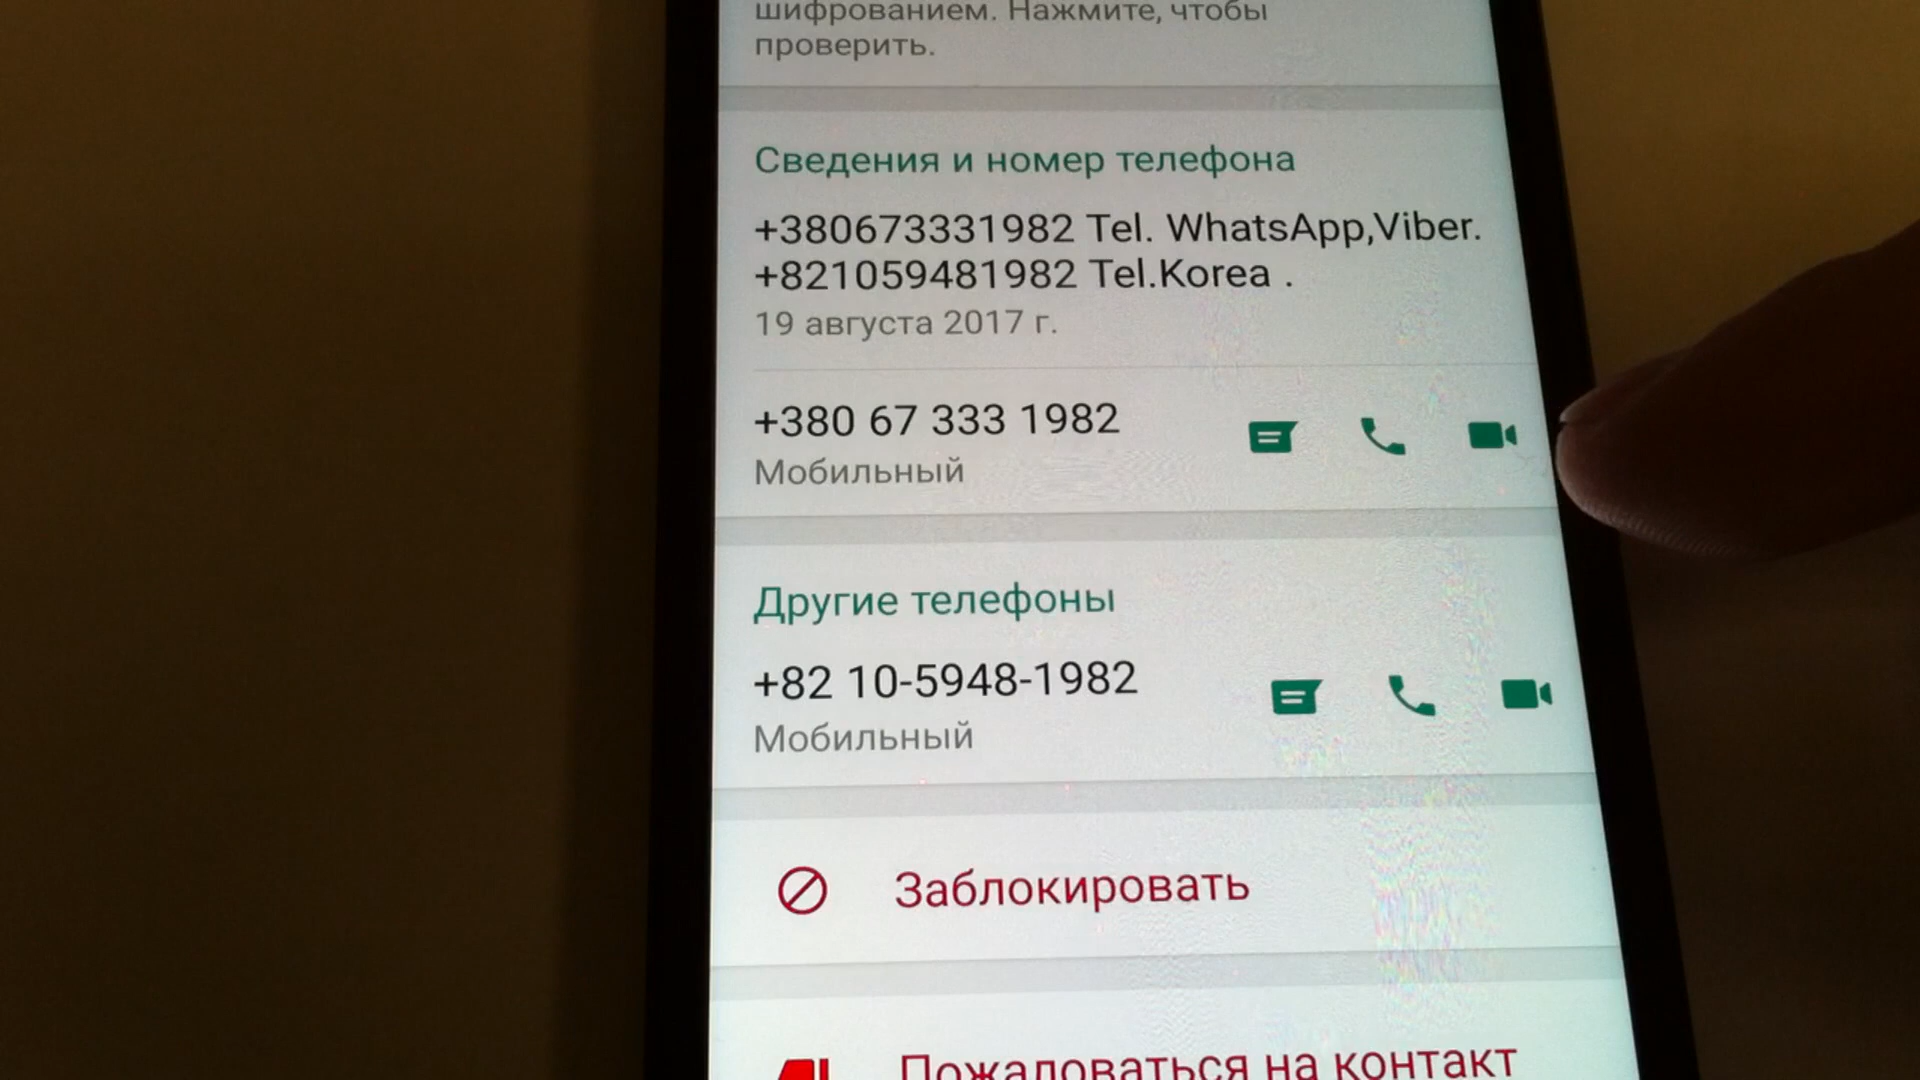 шифрованием. Нажмите, чтобы
проверить.
Сведения и номер телефона
+380673331982 Tel. WhatsApp,Viber.
+821059481982 Tel.Korea .
19 августа 2017 г.
+380 67 333 1982
Мобильный
Другие телефоны
+82 10-5948-1982
Мобильный
Заблокировать
Пожаловаться на контакт